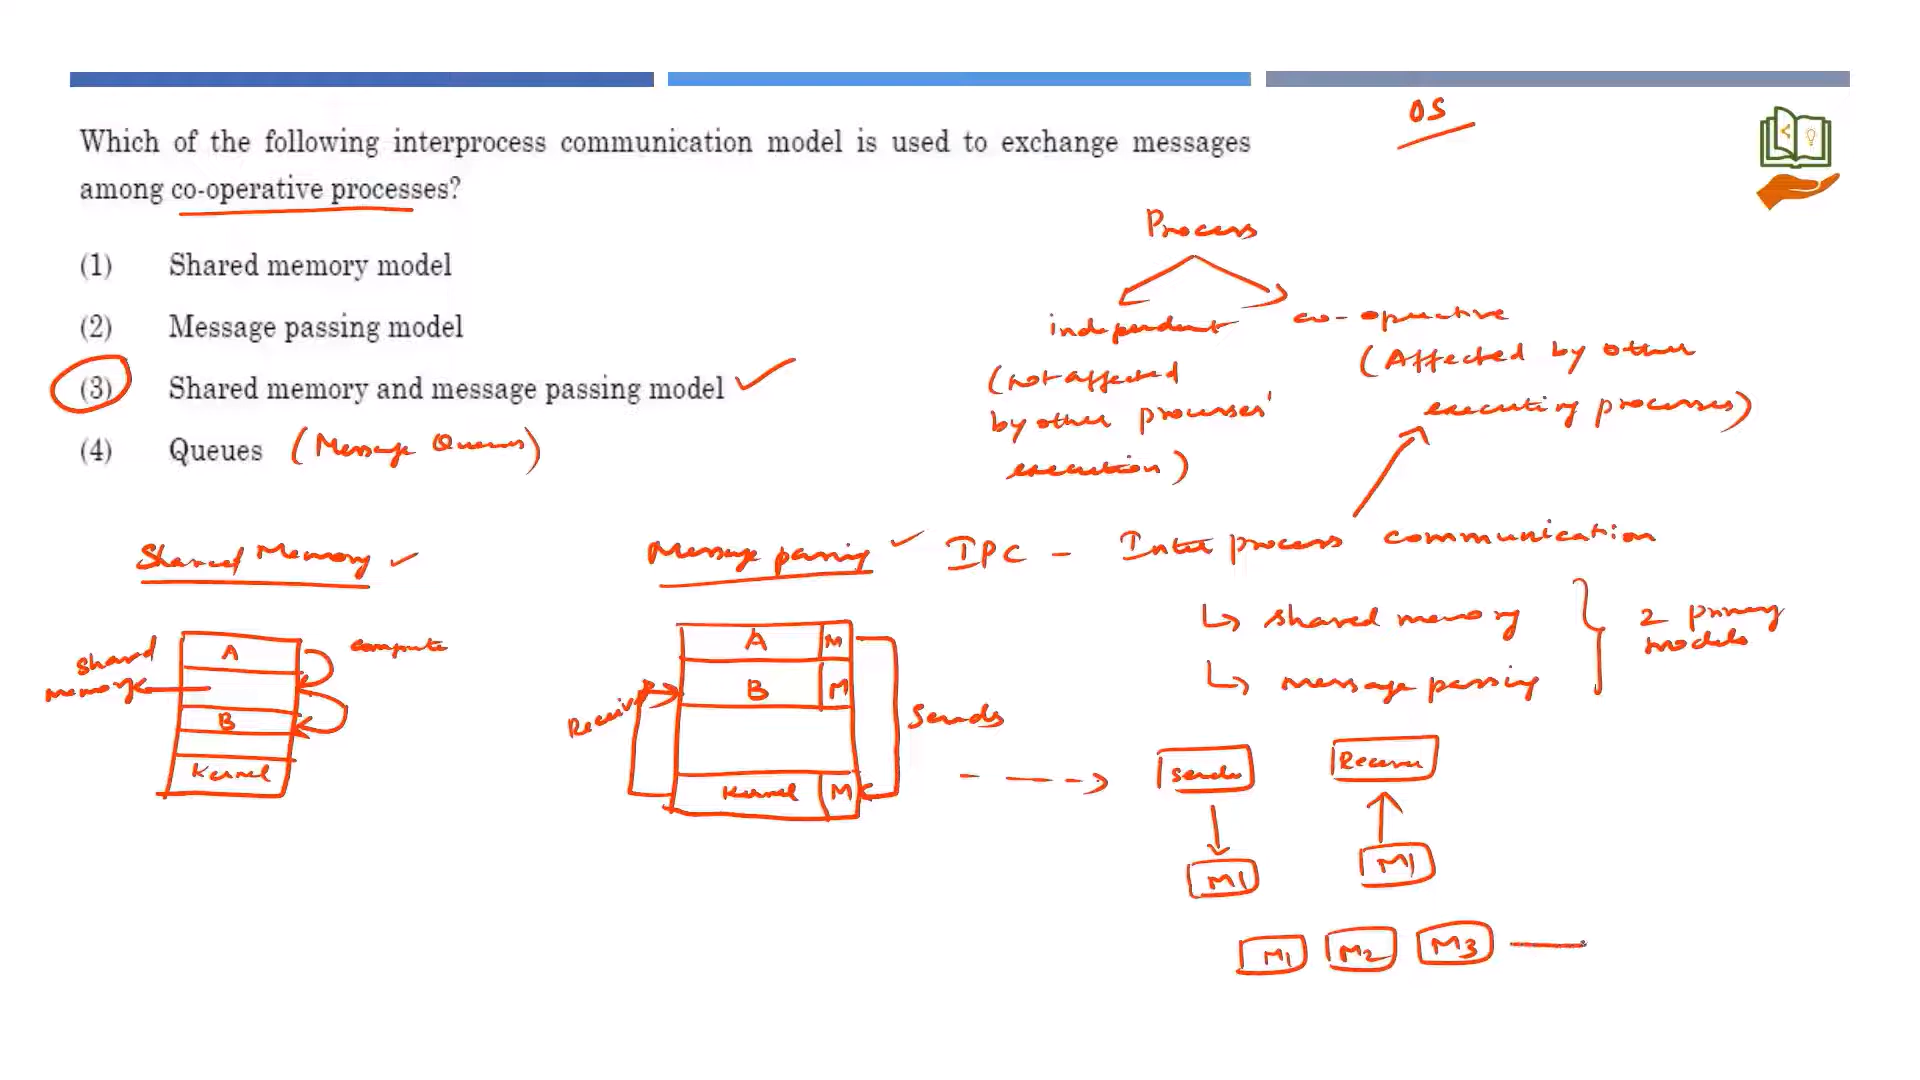 OS
Which of the following interprocess communication model is used to exchange messages
among co-operative processes?
(1) Shared memory model
(2) Message passing model
(3) Shared memory and message passing model
(4) Queues (Message Queues)
Process
independent
(not affected
by other processes'
execution)
co-operative
(Affected by other
executing processes)
IPC - Inter process communication
↳ shared memory
↳ message passing
2 primary
models
Shared Memory
shared
memory
A
B
Kernel
compute
Message passing
A M
B M
Kernel M
Receive
Sends
Sender
M1
Receiver
M1
M1 M2 M3